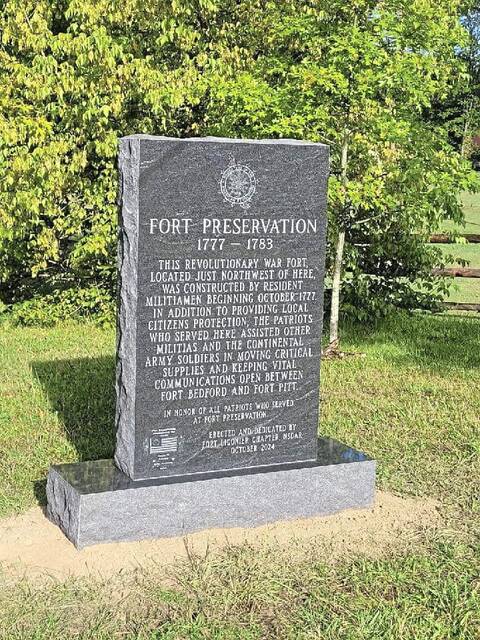 FORT PRESERVATION
1777 – 1783
THIS REVOLUTIONARY WAR FORT,
LOCATED JUST NORTHWEST OF HERE,
WAS CONSTRUCTED BY RESIDENT
MILITIAMEN BEGINNING OCTOBER 1777.
IN ADDITION TO PROVIDING LOCAL
CITIZENS PROTECTION, THE PATRIOTS
WHO SERVED HERE ASSISTED OTHER
MILITIAS AND THE CONTINENTAL
ARMY SOLDIERS IN MOVING CRITICAL
SUPPLIES AND KEEPING VITAL
COMMUNICATIONS OPEN BETWEEN
FORT BEDFORD AND FORT PITT.
IN HONOR OF ALL PATRIOTS WHO SERVED
AT FORT PRESERVATION
ERECTED AND DEDICATED BY
FORT LIGONIER CHAPTER, NSDAR
OCTOBER 2024